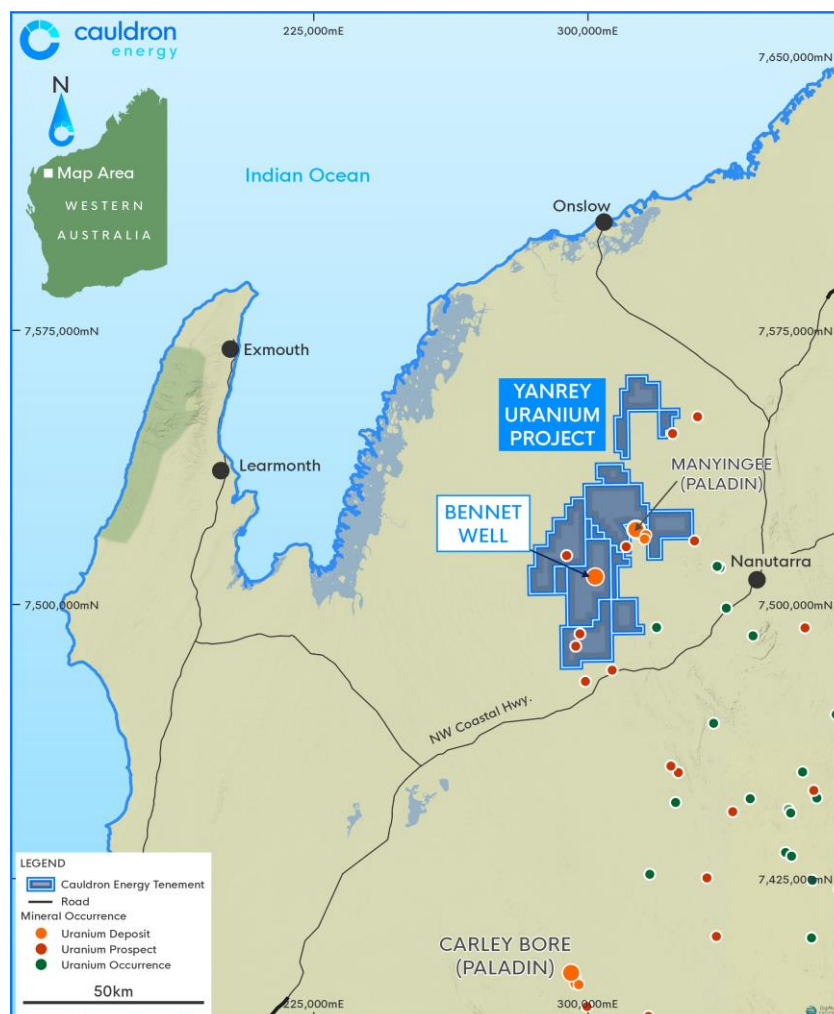 cauldron
energy
225,000mE
300,000mE
7,650,000mN
N
Map Area
WESTERN
AUSTRALIA
Indian Ocean
Onslow
7,575,000mN
7,575,000mN
Exmouth
YANREY
URANIUM
PROJECT
Learmonth
MANYINGEE
(PALADIN)
BENNET
WELL
Nanutarra
7,500,000mN
7,500,000mN
NW Coastal Hwy.
LEGEND
Cauldron Energy Tenement
Road
Mineral Occurrence
Uranium Deposit
Uranium Prospect
Uranium Occurrence
50km
7,425,000mN
CARLEY BORE
(PALADIN)
225,000mE
300,000mE